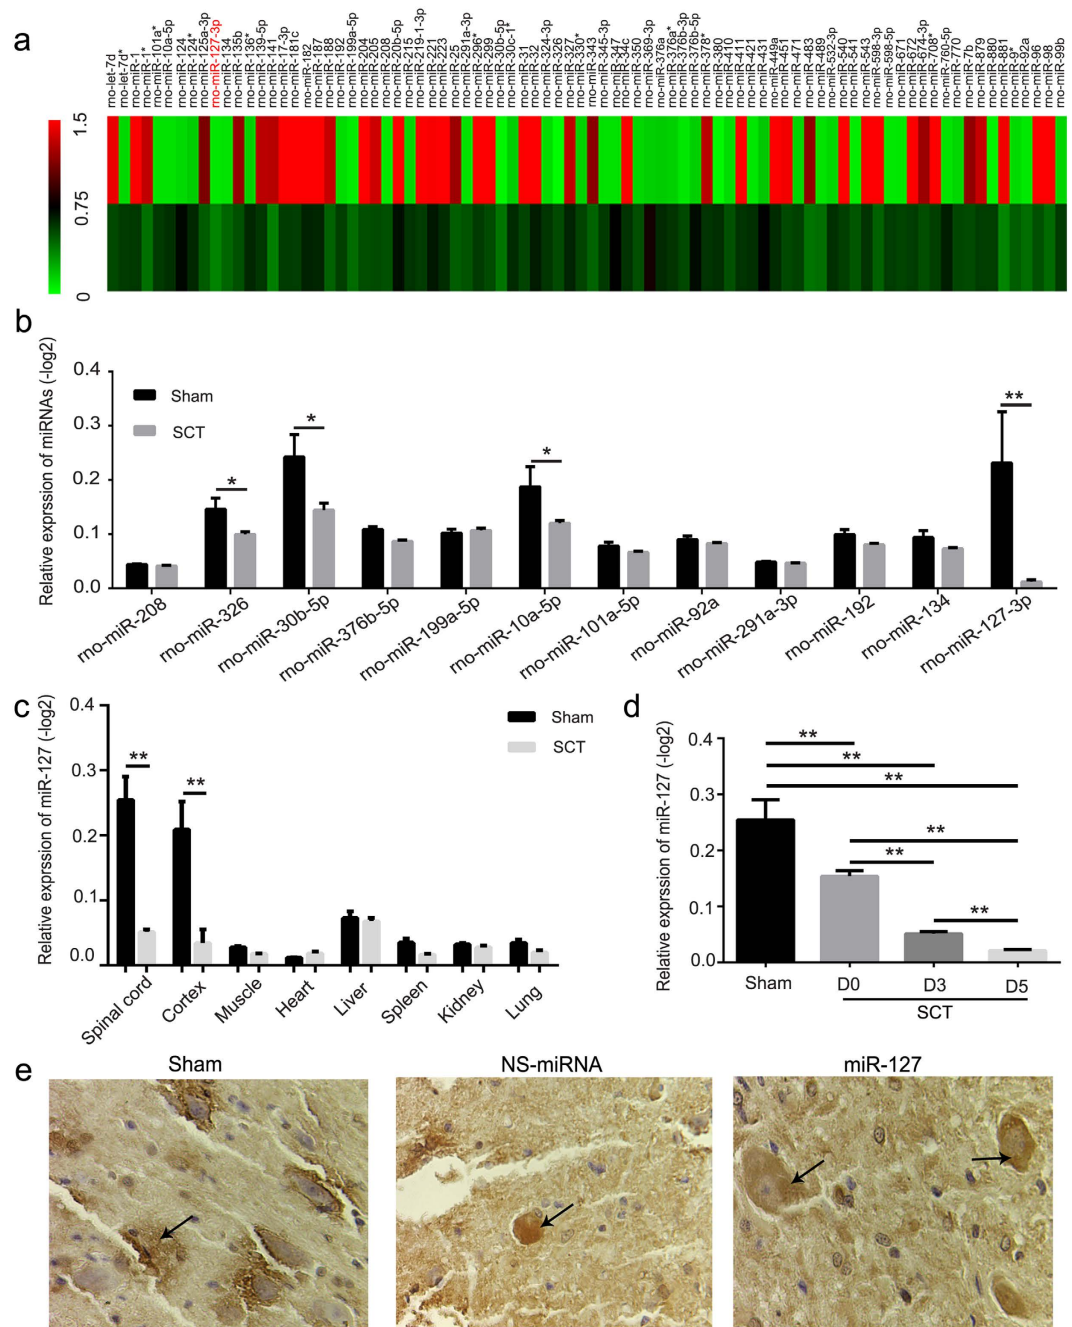 a
rno-let-7d
rno-let-7d*
rno-miR-1
rno-miR-1*
rno-miR-101a*
rno-miR-10a-5p
rno-miR-124
rno-miR-124*
rno-miR-125a-3p
rno-miR-127-3p
rno-miR-134
rno-miR-135b
rno-miR-136*
rno-miR-139-5p
rno-miR-141
rno-miR-17-3p
rno-miR-181c
rno-miR-182
rno-miR-187
rno-miR-188
rno-miR-192
rno-miR-199a-5p
rno-miR-204
rno-miR-205
rno-miR-208
rno-miR-20b-5p
rno-miR-215
rno-miR-219-1-3p
rno-miR-221
rno-miR-223
rno-miR-25
rno-miR-291a-3p
rno-miR-296*
rno-miR-299
rno-miR-30b-5p
rno-miR-30c-1*
rno-miR-31
rno-miR-32
rno-miR-324-3p
rno-miR-326
rno-miR-327
rno-miR-330*
rno-miR-343
rno-miR-345-3p
rno-miR-347
rno-miR-34c
rno-miR-350
rno-miR-369-3p
rno-miR-376a
rno-miR-376a*
rno-miR-376b-3p
rno-miR-376b-5p
rno-miR-378*
rno-miR-380
rno-miR-410
rno-miR-411
rno-miR-421
rno-miR-431
rno-miR-449a
rno-miR-451
rno-miR-471
rno-miR-483
rno-miR-489
rno-miR-532-3p
rno-miR-540
rno-miR-541
rno-miR-543
rno-miR-598-3p
rno-miR-598-5p
rno-miR-671
rno-miR-672
rno-miR-674-3p
rno-miR-708*
rno-miR-760-5p
rno-miR-770
rno-miR-7b
rno-miR-879
rno-miR-880
rno-miR-881
rno-miR-9*
rno-miR-92a
rno-miR-96
rno-miR-98
rno-miR-99b
1.5
0.75
0
b
Relative exprssion of miRNAs (-log2)
0.4
0.3
0.2
0.1
0.0
Sham
SCT
*
*
*
**
rno-miR-208
rno-miR-326
rno-miR-30b-5p
rno-miR-376b-5p
rno-miR-199a-5p
rno-miR-10a-5p
rno-miR-101a-5p
rno-miR-92a
rno-miR-291a-3p
rno-miR-192
rno-miR-134
rno-miR-127-3p
c
Relative exprssion of miR-127 (-log2)
0.4
0.3
0.2
0.1
0.0
Sham
SCT
**
**
Spinal cord
Cortex
Muscle
Heart
Liver
Spleen
Kidney
Lung
d
Relative exprssion of miR-127 (-log2)
0.4
0.3
0.2
0.1
0.0
**
**
**
**
**
**
Sham
D0
D3
D5
SCT
e
Sham
NS-miRNA
miR-127